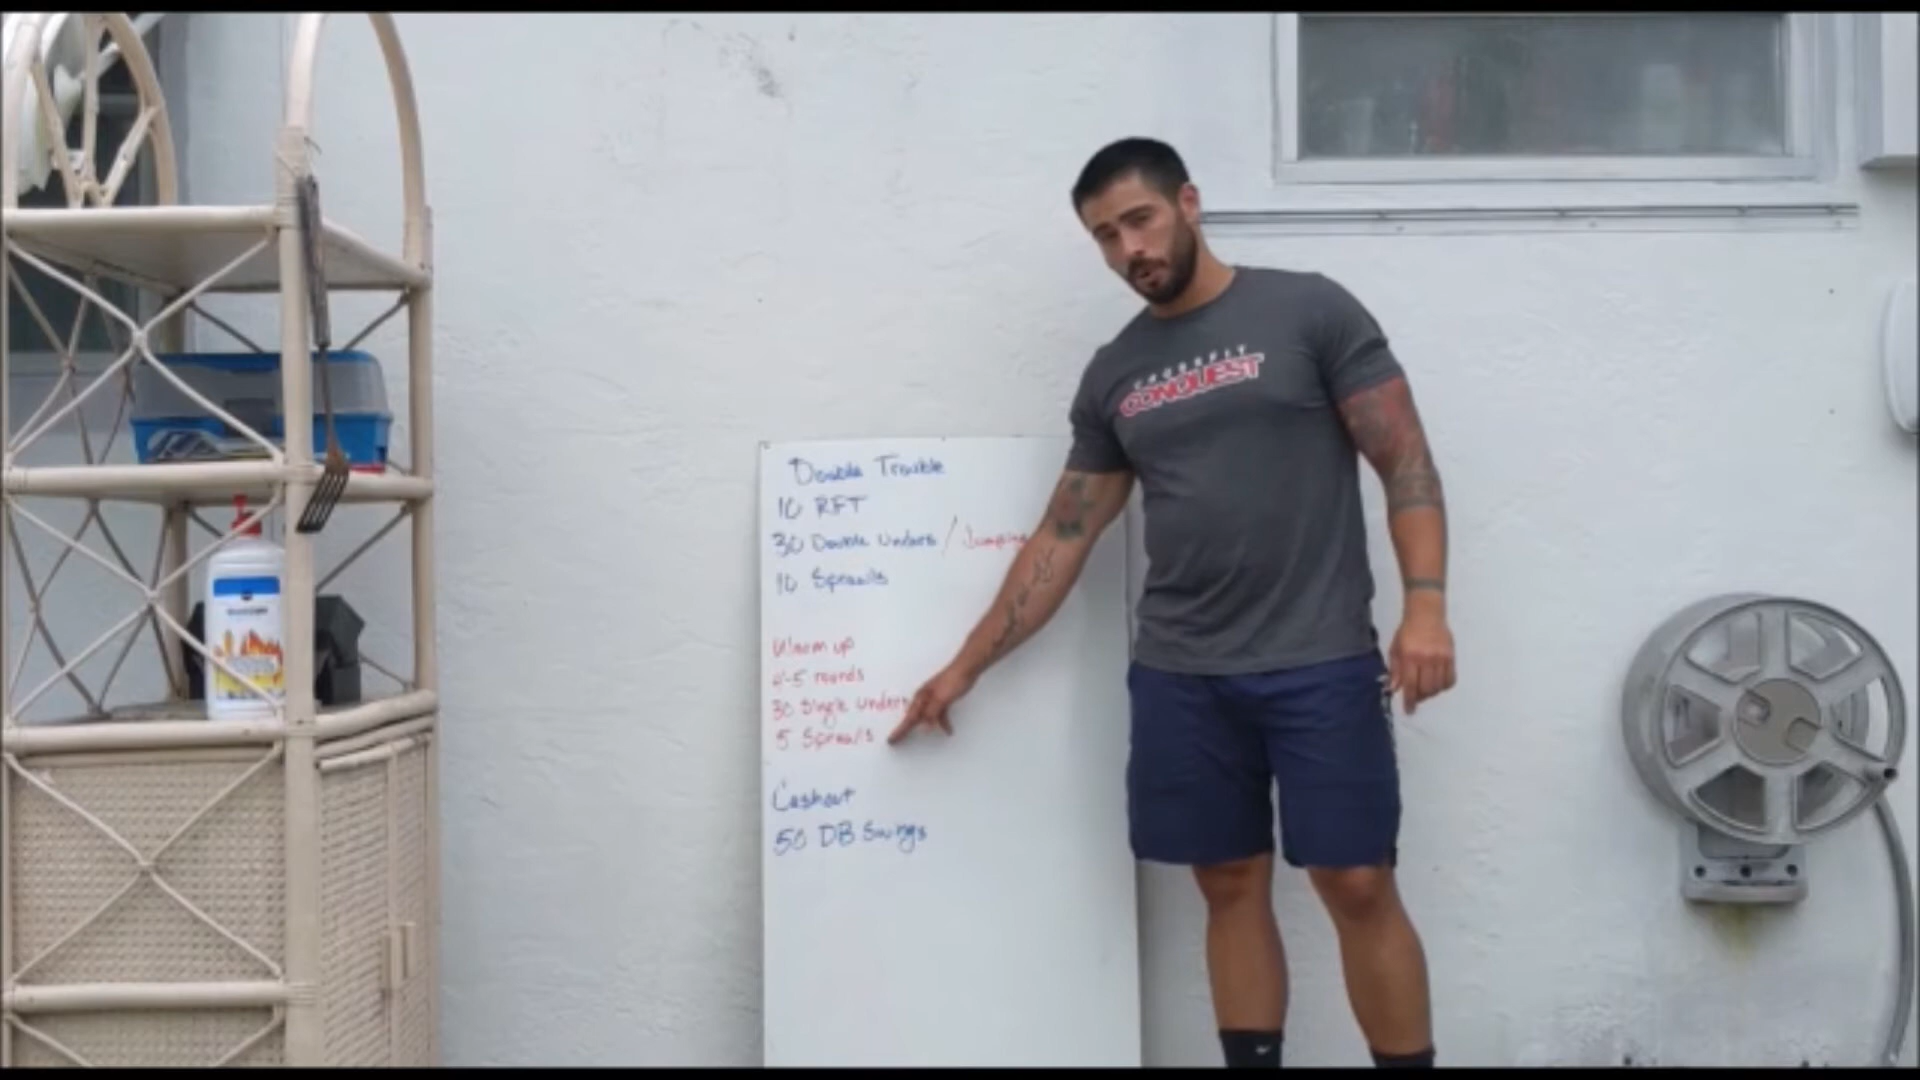 CROSSFIT
CONQUEST
Double Trouble
10 RFT
30 Double Unders / Jumping
10 Sprawls
Warm up
4-5 rounds
30 Single Unders
5 Sprawls
Cashout
50 DB Swings